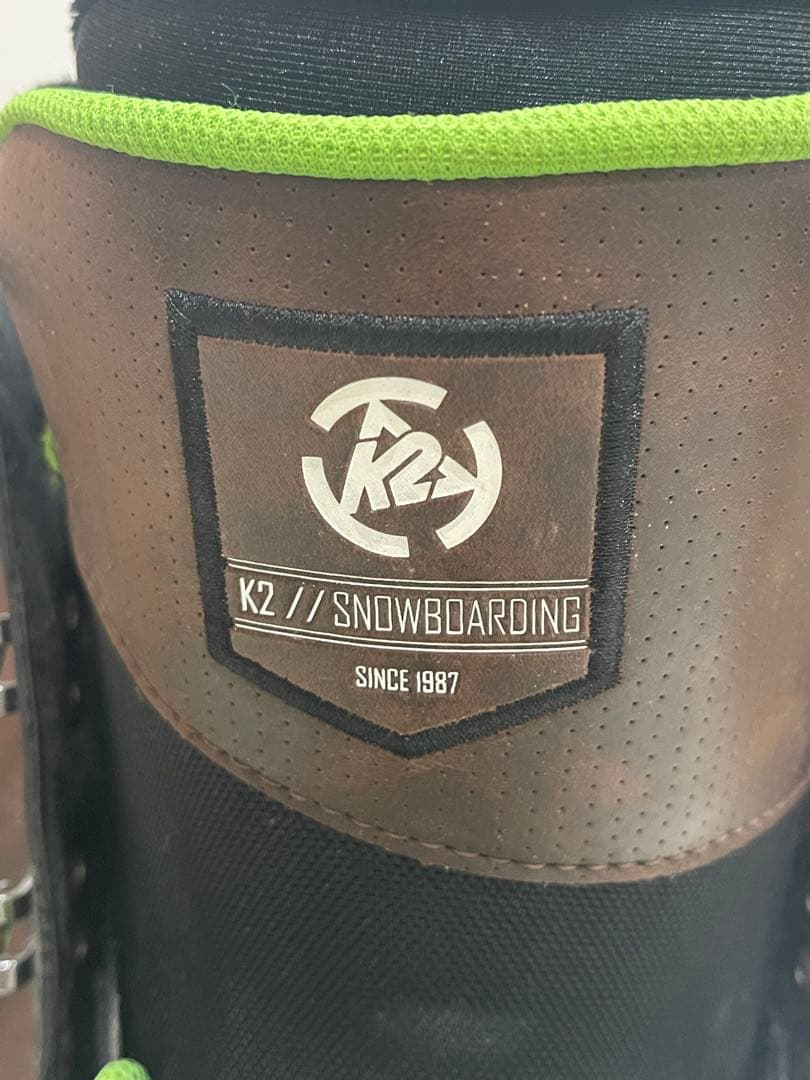 K2
K2 // SNOWBOARDING
SINCE 1987